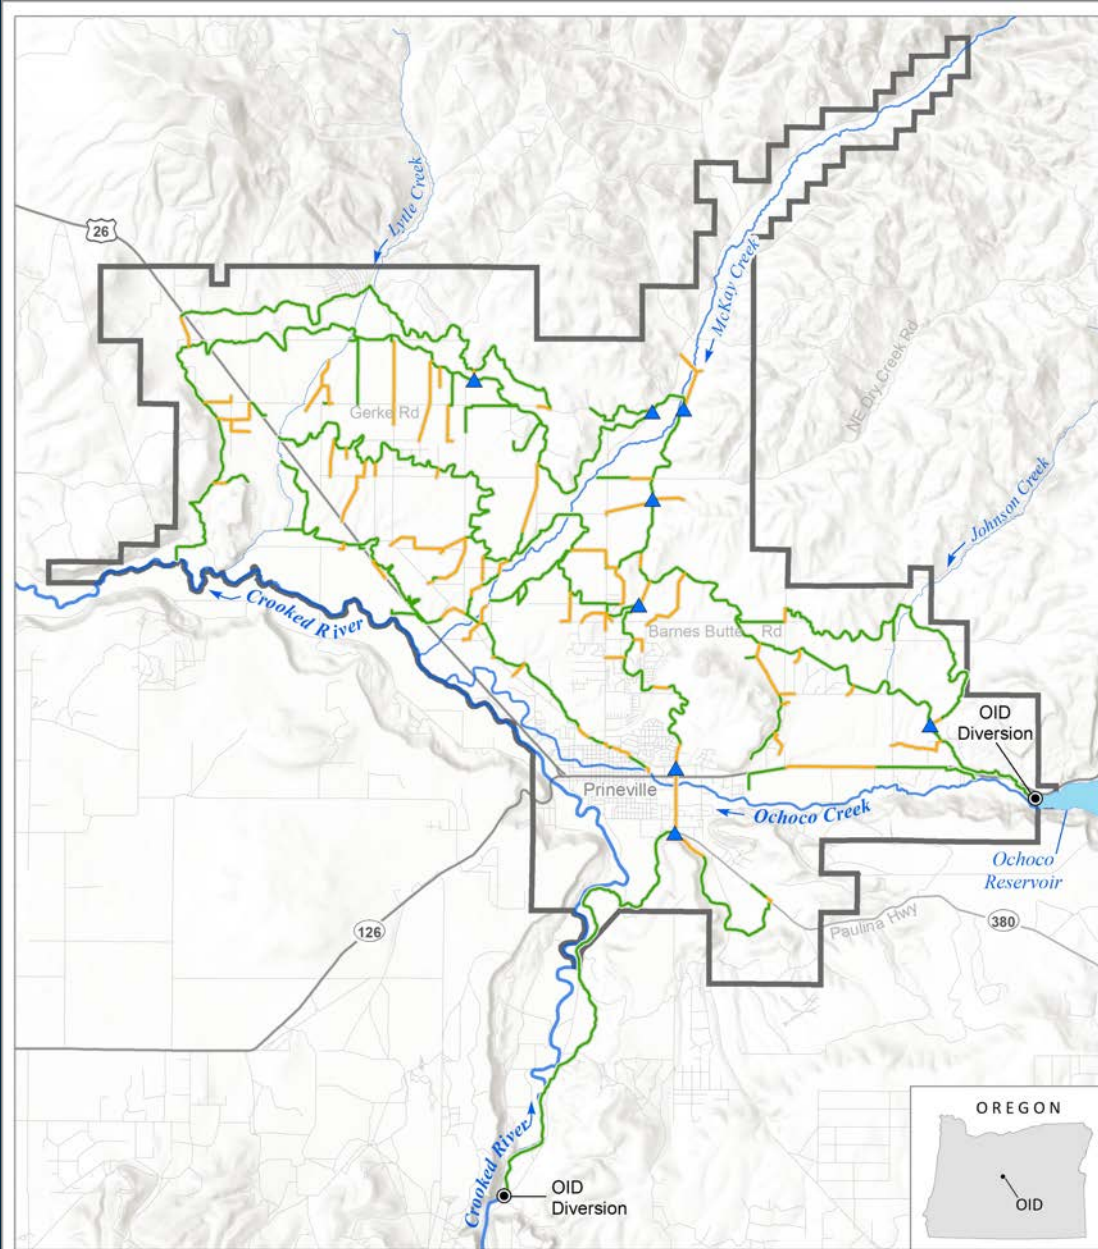 Lytle Creek
26
McKay Creek
NE Dry Creek Rd
Gerke Rd
Johnson Creek
Crooked River
Barnes Butte Rd
OID
Diversion
Prineville
Ochoco Creek
Ochoco
Reservoir
126
Paulina Hwy
380
OREGON
OID
Crooked River
OID
Diversion